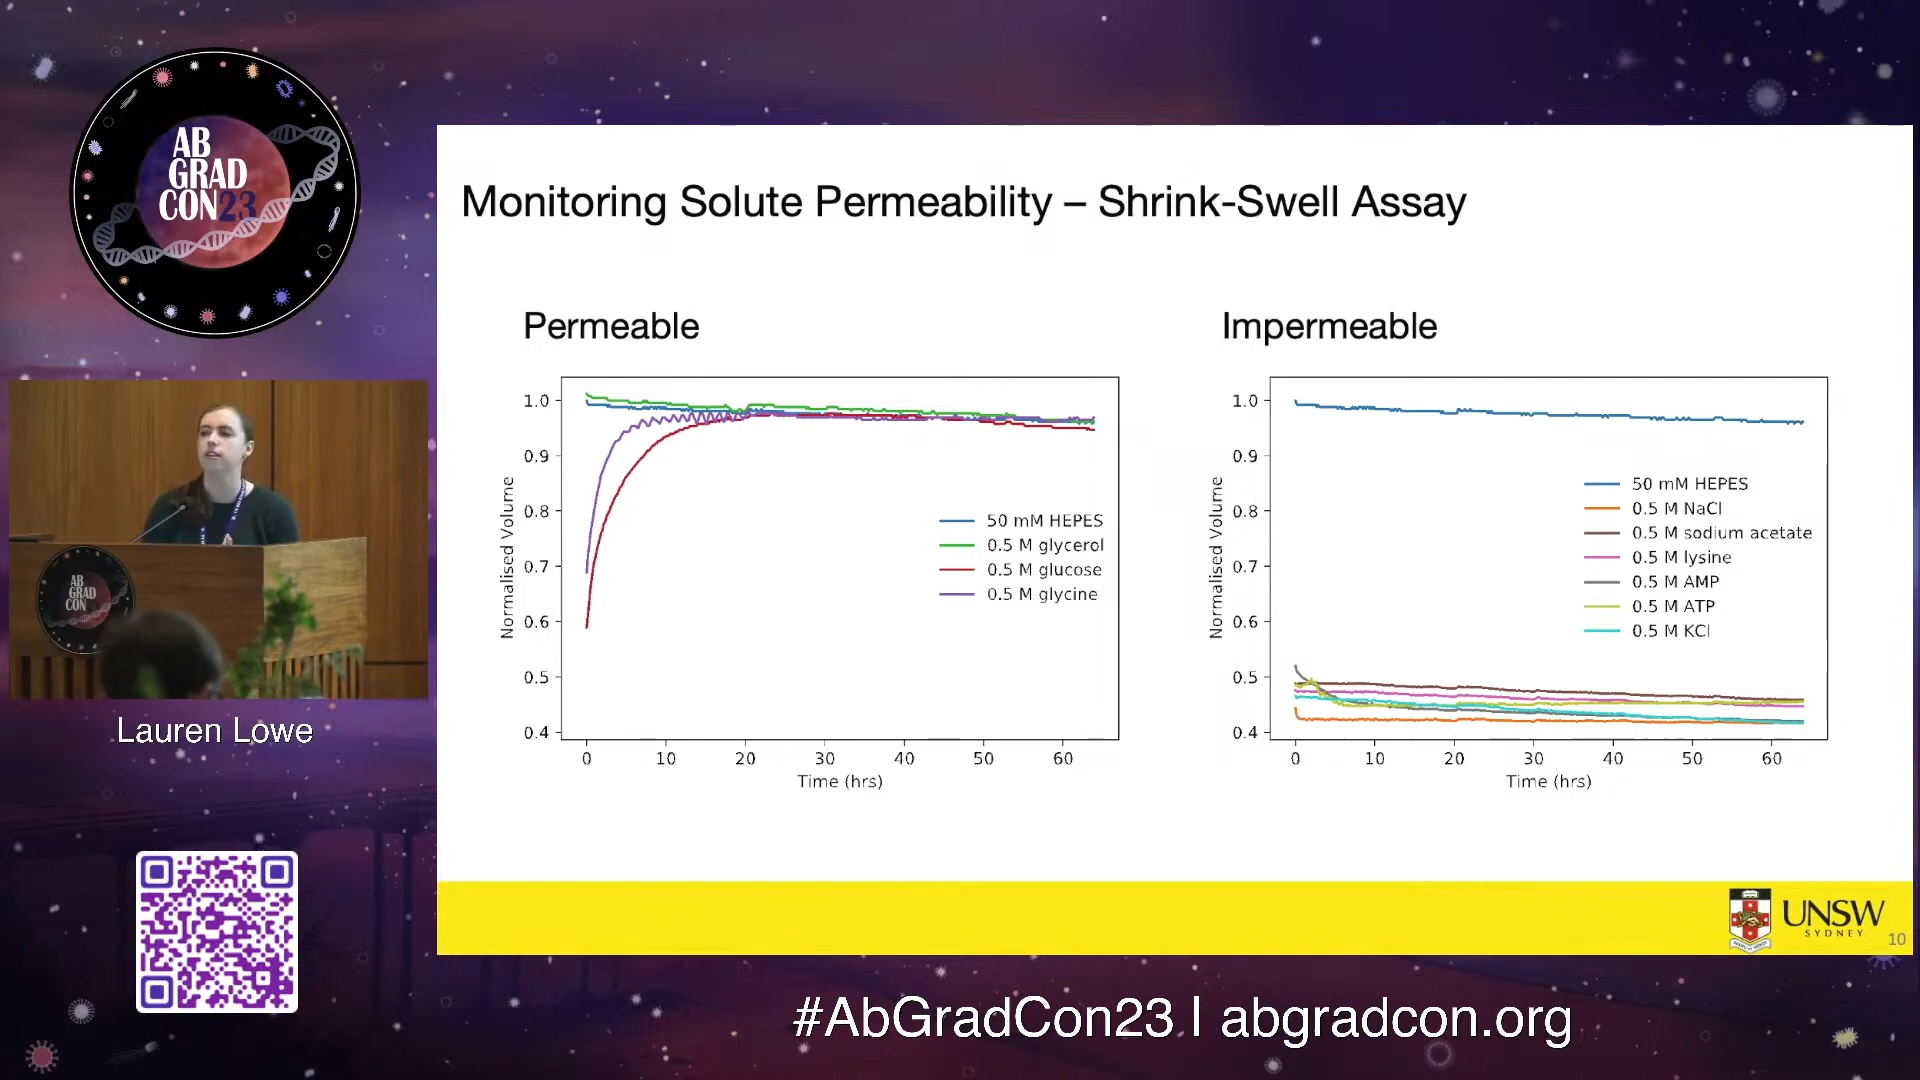 AB
GRAD
CON23
Monitoring Solute Permeability – Shrink-Swell Assay
Permeable
Impermeable
1.0
0.9
0.8
0.7
0.6
0.5
0.4
Normalised Volume
50 mM HEPES
0.5 M glycerol
0.5 M glucose
0.5 M glycine
0 10 20 30 40 50 60
Time (hrs)
1.0
0.9
0.8
0.7
0.6
0.5
0.4
Normalised Volume
50 mM HEPES
0.5 M NaCl
0.5 M sodium acetate
0.5 M lysine
0.5 M AMP
0.5 M ATP
0.5 M KCl
0 10 20 30 40 50 60
Time (hrs)
AB
GRAD
CON
Lauren Lowe
UNSW
SYDNEY
10
#AbGradCon23 | abgradcon.org